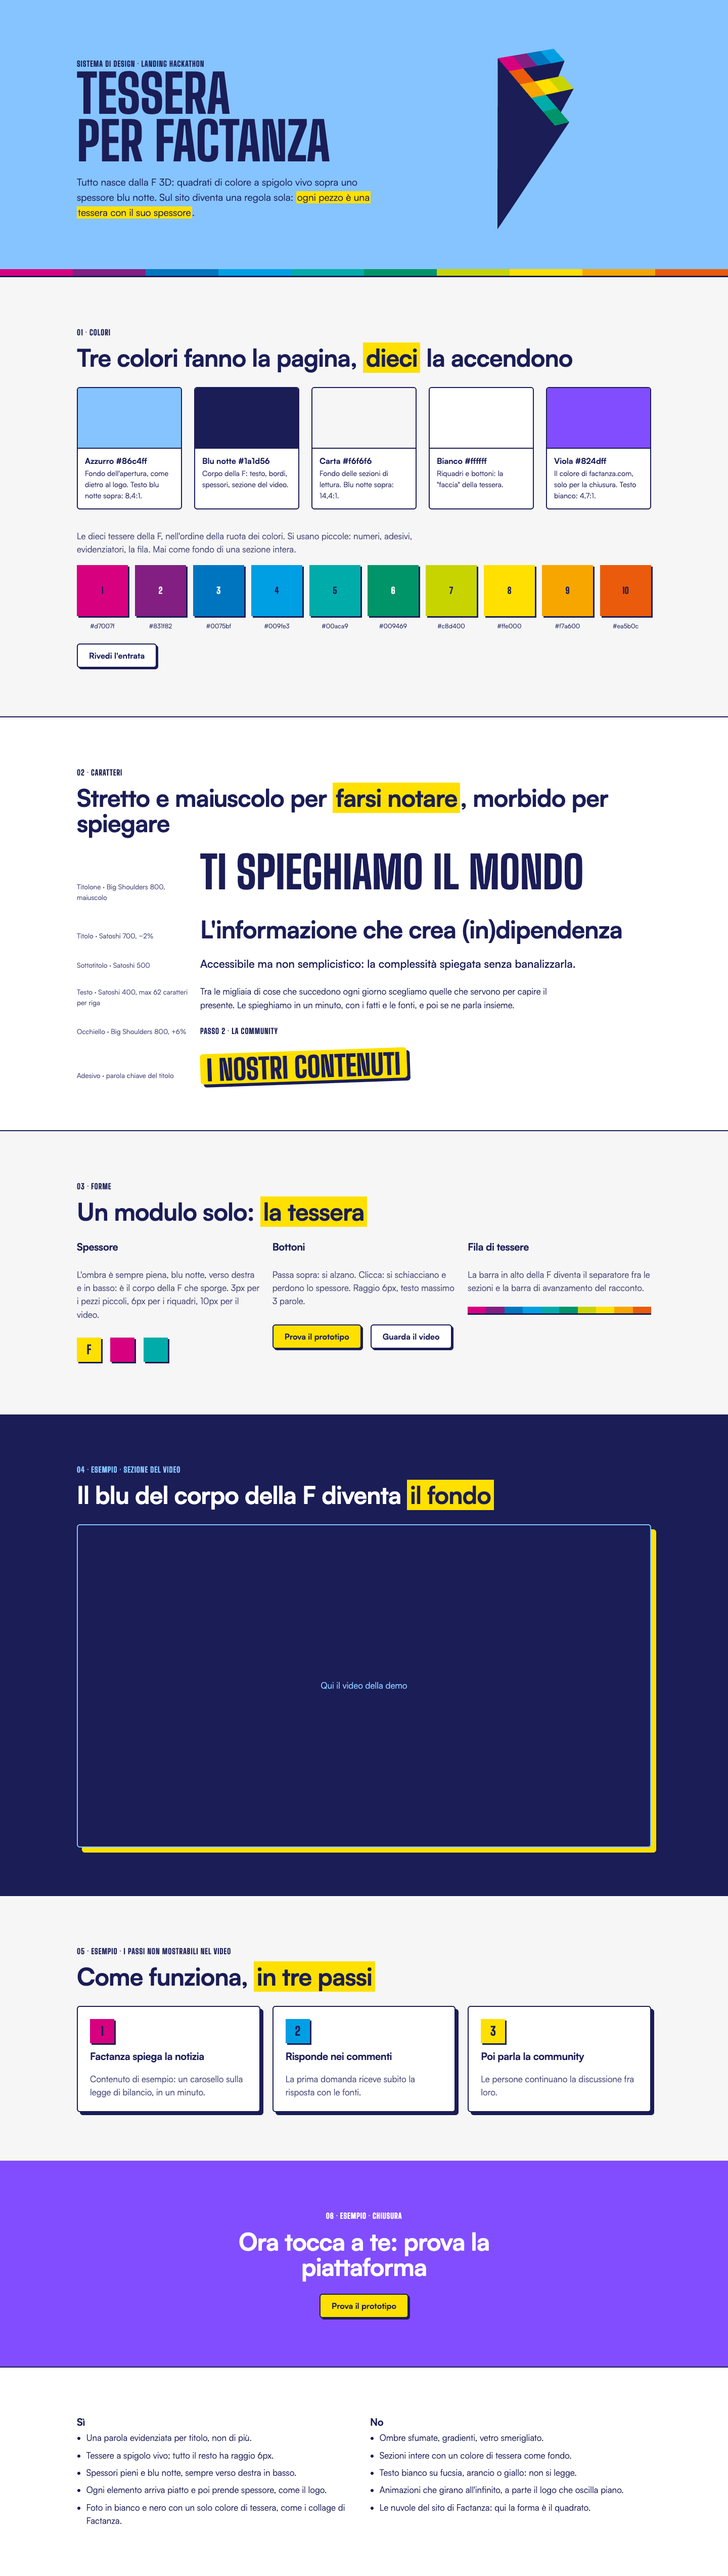 SISTEMA DI DESIGN · LANDING HACKATHON
TESSERA
PER FACTANZA
Tutto nasce dalla F 3D: quadrati di colore a spigolo vivo sopra uno
spessore blu notte. Sul sito diventa una regola sola: ogni pezzo è una
tessera con il suo spessore.
01 · COLORI
Tre colori fanno la pagina, dieci la accendono
Azzurro #86c4ff
Fondo dell'apertura, come
dietro al logo. Testo blu
notte sopra: 8,4:1.
Blu notte #1a1d56
Corpo della F: testo, bordi,
spessori, sezione del video.
Carta #f6f6f6
Fondo delle sezioni di
lettura. Blu notte sopra:
14,4:1.
Bianco #ffffff
Riquadri e bottoni: la
"faccia" della tessera.
Viola #824dff
Il colore di factanza.com,
solo per la chiusura. Testo
bianco: 4,7:1.
Le dieci tessere della F, nell'ordine della ruota dei colori. Si usano piccole: numeri, adesivi,
evidenziatori, la fila. Mai come fondo di una sezione intera.
1 2 3 4 5 6 7 8 9 10
#d7007f #831f82 #0075bf #009fe3 #00aca9 #009469 #c8d400 #ffe000 #f7a600 #ea5b0c
Rivedi l'entrata
02 · CARATTERI
Stretto e maiuscolo per farsi notare, morbido per
spiegare
Titolone · Big Shoulders 800,
maiuscolo
TI SPIEGHIAMO IL MONDO
Titolo · Satoshi 700, −2%
L'informazione che crea (in)dipendenza
Sottotitolo · Satoshi 500
Accessibile ma non semplicistico: la complessità spiegata senza banalizzarla.
Testo · Satoshi 400, max 62 caratteri
per riga
Tra le migliaia di cose che succedono ogni giorno scegliamo quelle che servono per capire il
presente. Le spieghiamo in un minuto, con i fatti e le fonti, e poi se ne parla insieme.
Occhiello · Big Shoulders 800, +6%
PASSO 2 · LA COMMUNITY
Adesivo · parola chiave del titolo
I NOSTRI CONTENUTI
03 · FORME
Un modulo solo: la tessera
Spessore
L'ombra è sempre piena, blu notte, verso destra
e in basso: è il corpo della F che sporge. 3px per
i pezzi piccoli, 6px per i riquadri, 10px per il
video.
F
Bottoni
Passa sopra: si alzano. Clicca: si schiacciano e
perdono lo spessore. Raggio 6px, testo massimo
3 parole.
Prova il prototipo
Guarda il video
Fila di tessere
La barra in alto della F diventa il separatore fra le
sezioni e la barra di avanzamento del racconto.
04 · ESEMPIO · SEZIONE DEL VIDEO
Il blu del corpo della F diventa il fondo
Qui il video della demo
05 · ESEMPIO · I PASSI NON MOSTRABILI NEL VIDEO
Come funziona, in tre passi
1
Factanza spiega la notizia
Contenuto di esempio: un carosello sulla
legge di bilancio, in un minuto.
2
Risponde nei commenti
La prima domanda riceve subito la
risposta con le fonti.
3
Poi parla la community
Le persone continuano la discussione fra
loro.
06 · ESEMPIO · CHIUSURA
Ora tocca a te: prova la
piattaforma
Prova il prototipo
Sì
• Una parola evidenziata per titolo, non di più.
• Tessere a spigolo vivo; tutto il resto ha raggio 6px.
• Spessori pieni e blu notte, sempre verso destra in basso.
• Ogni elemento arriva piatto e poi prende spessore, come il logo.
• Foto in bianco e nero con un solo colore di tessera, come i collage di
Factanza.
No
• Ombre sfumate, gradienti, vetro smerigliato.
• Sezioni intere con un colore di tessera come fondo.
• Testo bianco su fucsia, arancio o giallo: non si legge.
• Animazioni che girano all'infinito, a parte il logo che oscilla piano.
• Le nuvole del sito di Factanza: qui la forma è il quadrato.